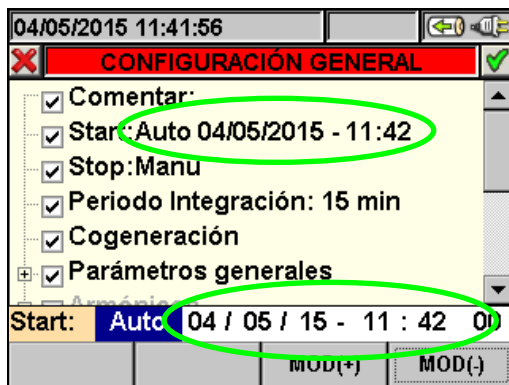 04/05/2015 11:41:56
CONFIGURACIÓN GENERAL
Comentar:
Start:Auto 04/05/2015 - 11:42
Stop:Manu
Periodo Integración: 15 min
Cogeneración
Parámetros generales
Armónicos
Start: Auto 04 / 05 / 15 - 11 : 42 00
MOD(+) MOD(-)